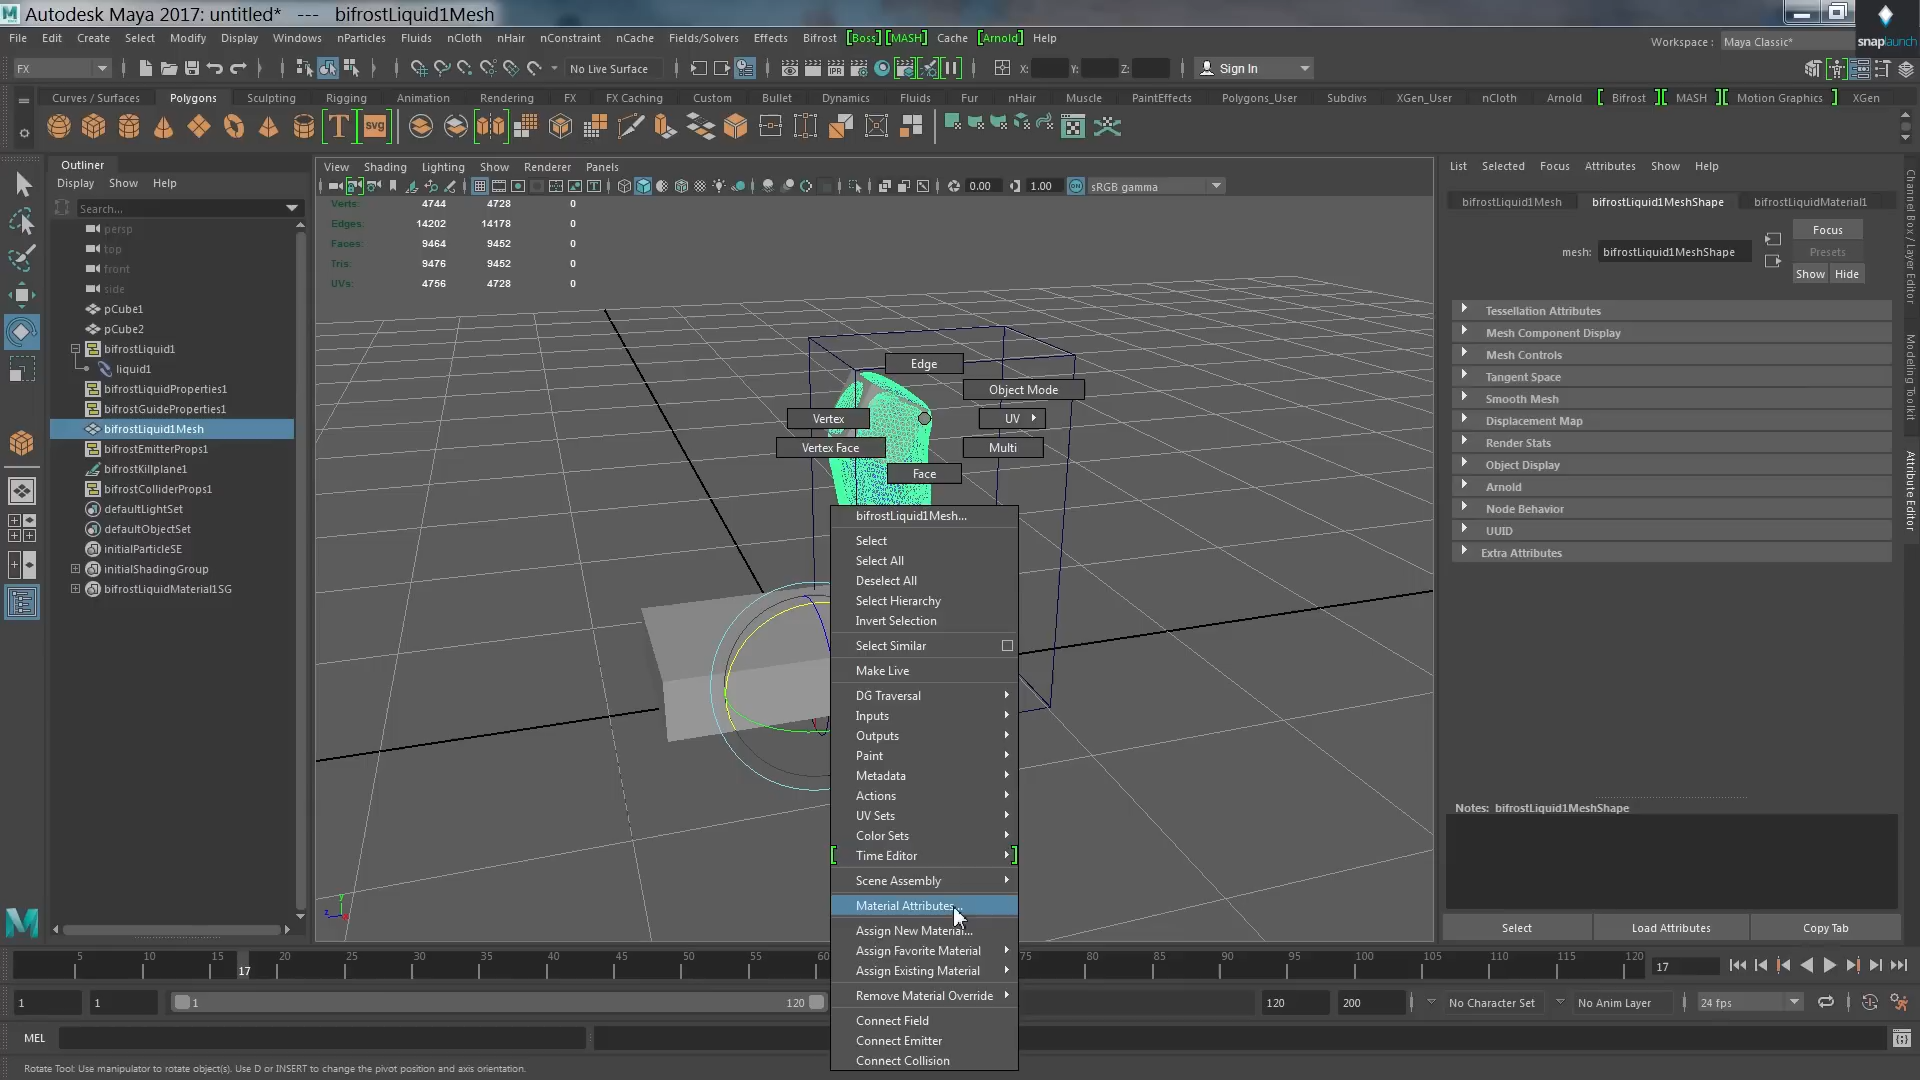 Autodesk Maya 2017: untitled* --- bifrostLiquid1Mesh
File Edit Create Select Modify Display Windows nParticles Fluids nCloth nHair nConstraint nCache Fields/Solvers Effects Bifrost [Boss] [MASH] Cache [Arnold] Help
Workspace : Maya Classic*
snaplaunch
FX
No Live Surface
X: Y: Z:
Sign In
Curves / Surfaces Polygons Sculpting Rigging Animation Rendering FX FX Caching Custom Bullet Dynamics Fluids Fur nHair Muscle PaintEffects Polygons_User Subdivs XGen_User nCloth Arnold [ Bifrost ] [ MASH ] [ Motion Graphics ] XGen
T svg
Outliner
Display Show Help
Search...
persp
top
front
side
pCube1
pCube2
bifrostLiquid1
liquid1
bifrostLiquidProperties1
bifrostGuideProperties1
bifrostLiquid1Mesh
bifrostEmitterProps1
bifrostKillplane1
bifrostColliderProps1
defaultLightSet
defaultObjectSet
initialParticleSE
initialShadingGroup
bifrostLiquidMaterial1SG
View Shading Lighting Show Renderer Panels
0.00 1.00 sRGB gamma
Verts: 4744 4728 0
Edges: 14202 14178 0
Faces: 9464 9452 0
Tris: 9476 9452 0
UVs: 4756 4728 0
Edge
Object Mode
Vertex
UV
Vertex Face
Multi
Face
bifrostLiquid1Mesh...
Select
Select All
Deselect All
Select Hierarchy
Invert Selection
Select Similar
Make Live
DG Traversal
Inputs
Outputs
Paint
Metadata
Actions
UV Sets
Color Sets
[ Time Editor ]
Scene Assembly
Material Attributes...
Assign New Material...
Assign Favorite Material
Assign Existing Material
Remove Material Override
Connect Field
Connect Emitter
Connect Collision
y
z
List Selected Focus Attributes Show Help
bifrostLiquid1Mesh bifrostLiquid1MeshShape bifrostLiquidMaterial1
mesh: bifrostLiquid1MeshShape
Focus
Presets
Show Hide
Tessellation Attributes
Mesh Component Display
Mesh Controls
Tangent Space
Smooth Mesh
Displacement Map
Render Stats
Object Display
Arnold
Node Behavior
UUID
Extra Attributes
Notes: bifrostLiquid1MeshShape
Select Load Attributes Copy Tab
Channel Box / Layer Editor
Modeling Toolkit
Attribute Editor
5 10 15 17 20 25 30 35 40 45 50 55 60 75 80 85 90 95 100 105 110 115 120
17
1 1 1 120 120 200 No Character Set No Anim Layer 24 fps
MEL
Rotate Tool: Use manipulator to rotate object(s). Use D or INSERT to change the pivot position and axis orientation.